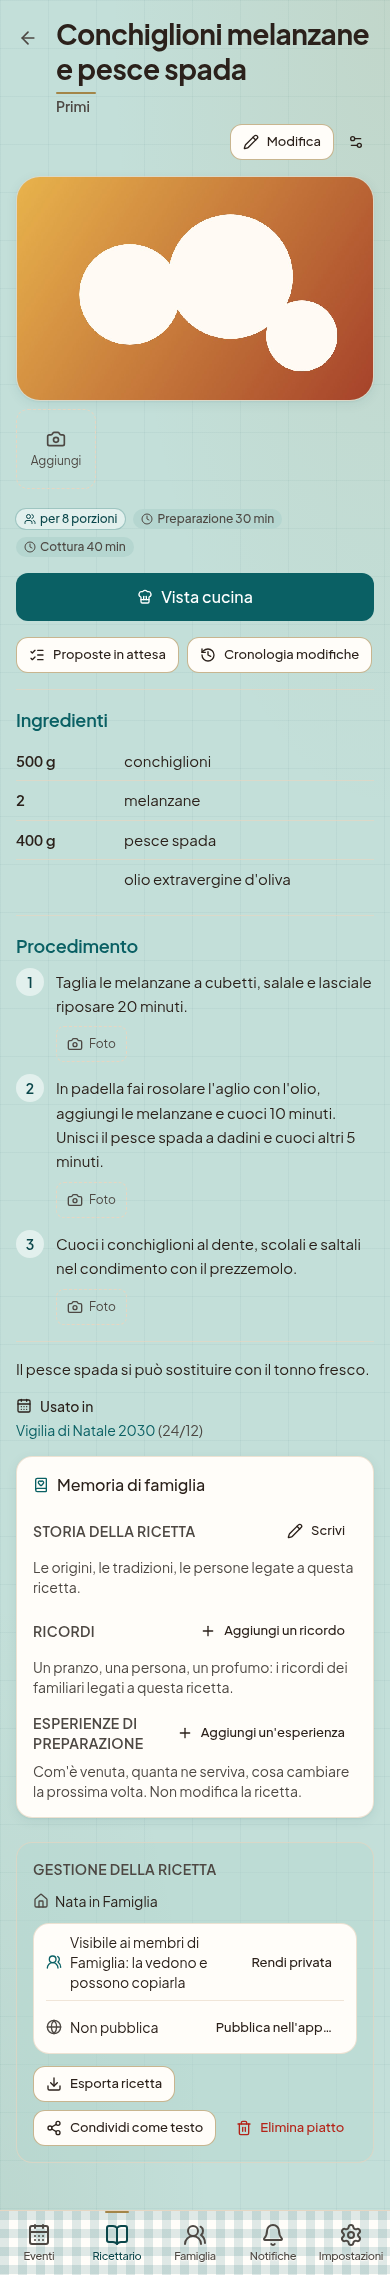 Conchiglioni melanzane
e pesce spada
Primi
Modifica
Aggiungi
per 8 porzioni
Preparazione 30 min
Cottura 40 min
Vista cucina
Proposte in attesa
Cronologia modifiche
Ingredienti
500 g conchiglioni
2 melanzane
400 g pesce spada
olio extravergine d'oliva
Procedimento
1 Taglia le melanzane a cubetti, salale e lasciale
riposare 20 minuti.
Foto
2 In padella fai rosolare l'aglio con l'olio,
aggiungi le melanzane e cuoci 10 minuti.
Unisci il pesce spada a dadini e cuoci altri 5
minuti.
Foto
3 Cuoci i conchiglioni al dente, scolali e saltali
nel condimento con il prezzemolo.
Foto
Il pesce spada si può sostituire con il tonno fresco.
Usato in
Vigilia di Natale 2030 (24/12)
Memoria di famiglia
STORIA DELLA RICETTA
Scrivi
Le origini, le tradizioni, le persone legate a questa
ricetta.
RICORDI
Aggiungi un ricordo
Un pranzo, una persona, un profumo: i ricordi dei
familiari legati a questa ricetta.
ESPERIENZE DI
PREPARAZIONE
Aggiungi un'esperienza
Com'è venuta, quanta ne serviva, cosa cambiare
la prossima volta. Non modifica la ricetta.
GESTIONE DELLA RICETTA
Nata in Famiglia
Visibile ai membri di
Famiglia: la vedono e
possono copiarla
Rendi privata
Non pubblica
Pubblica nell'app…
Esporta ricetta
Condividi come testo
Elimina piatto
Eventi
Ricettario
Famiglia
Notifiche
Impostazioni